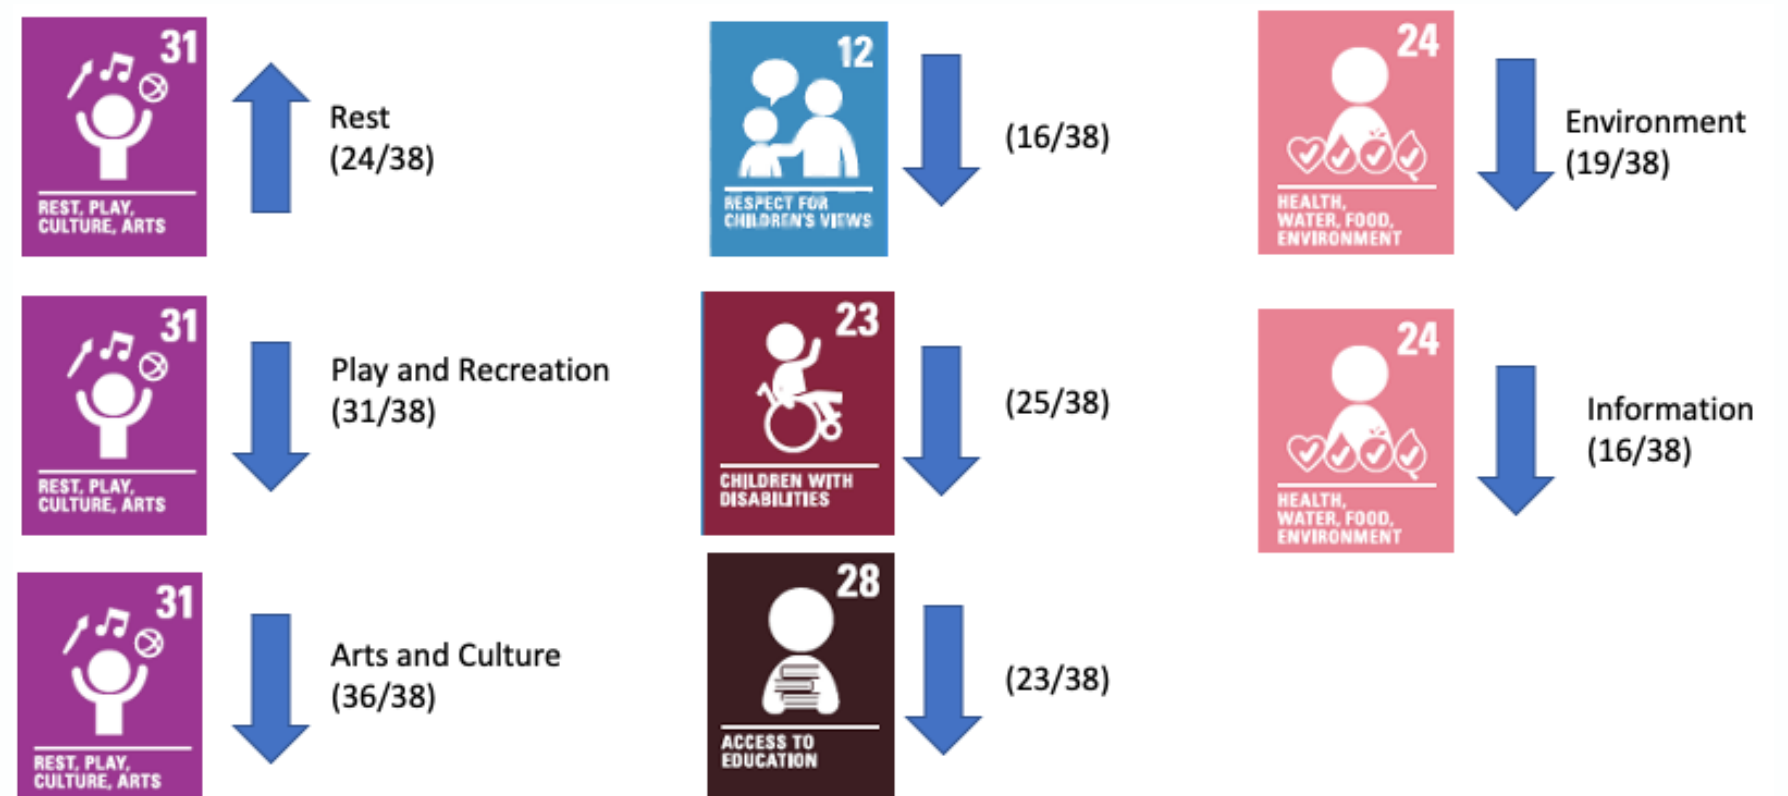 31
REST, PLAY,
CULTURE, ARTS
Rest
(24/38)
31
REST, PLAY,
CULTURE, ARTS
Play and Recreation
(31/38)
31
REST, PLAY,
CULTURE, ARTS
Arts and Culture
(36/38)
12
RESPECT FOR
CHILDREN'S VIEWS
(16/38)
23
CHILDREN WITH
DISABILITIES
(25/38)
28
ACCESS TO
EDUCATION
(23/38)
24
HEALTH,
WATER, FOOD,
ENVIRONMENT
Environment
(19/38)
24
HEALTH,
WATER, FOOD,
ENVIRONMENT
Information
(16/38)